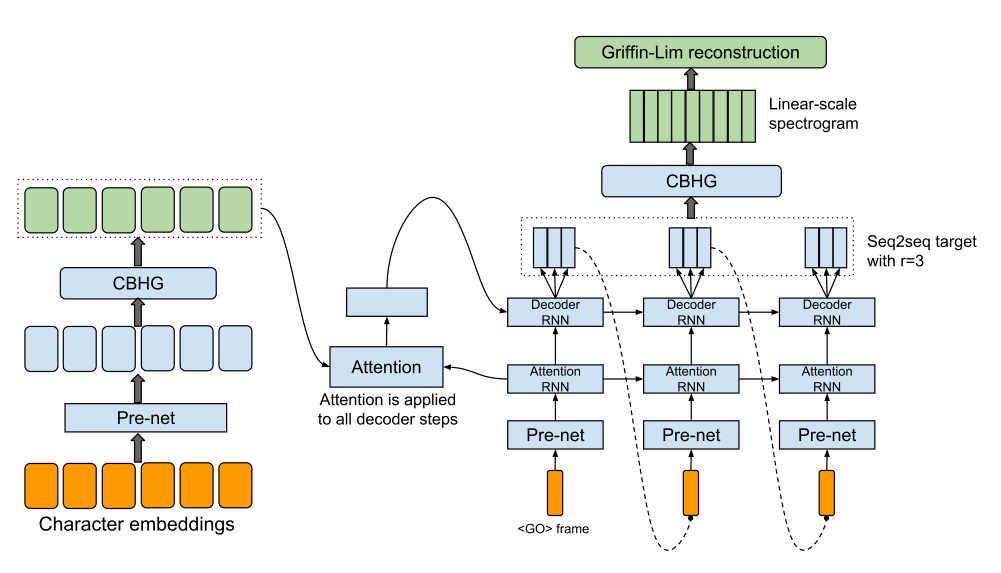 Griffin-Lim reconstruction
Linear-scale
spectrogram
CBHG
Seq2seq target
with r=3
CBHG
Decoder
RNN
Decoder
RNN
Decoder
RNN
Attention
Attention
RNN
Attention
RNN
Attention
RNN
Attention is applied
to all decoder steps
Pre-net
Pre-net
Pre-net
Pre-net
Character embeddings
<GO> frame